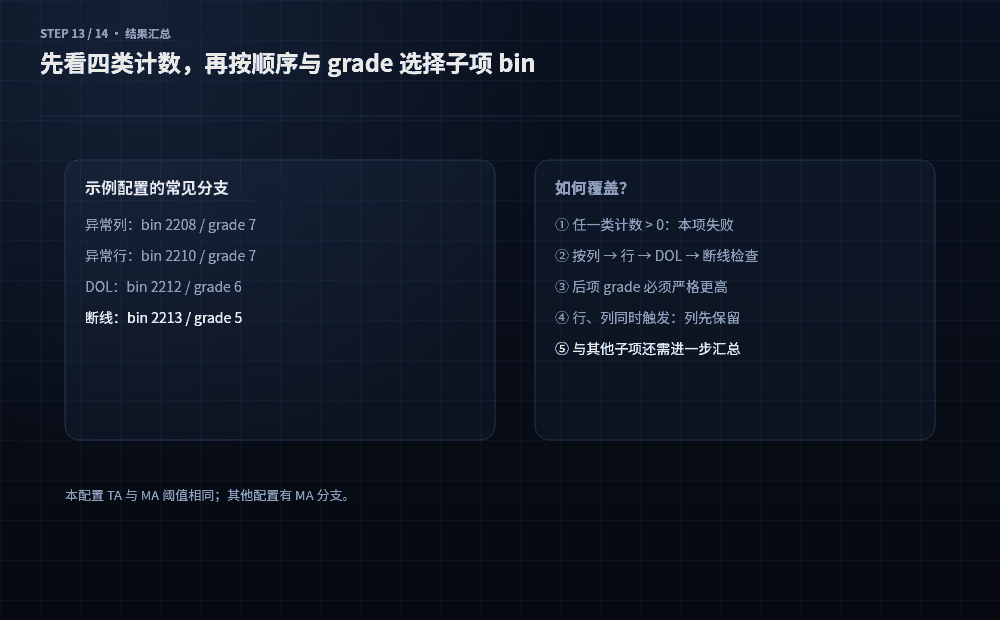 STEP 13 / 14 · 结果汇总
先看四类计数，再按顺序与 grade 选择子项 bin
示例配置的常见分支
异常列：bin 2208 / grade 7
异常行：bin 2210 / grade 7
DOL：bin 2212 / grade 6
断线：bin 2213 / grade 5
如何覆盖？
① 任一类计数 > 0：本项失败
② 按列 → 行 → DOL → 断线检查
③ 后项 grade 必须严格更高
④ 行、列同时触发：列先保留
⑤ 与其他子项还需进一步汇总
本配置 TA 与 MA 阈值相同；其他配置有 MA 分支。